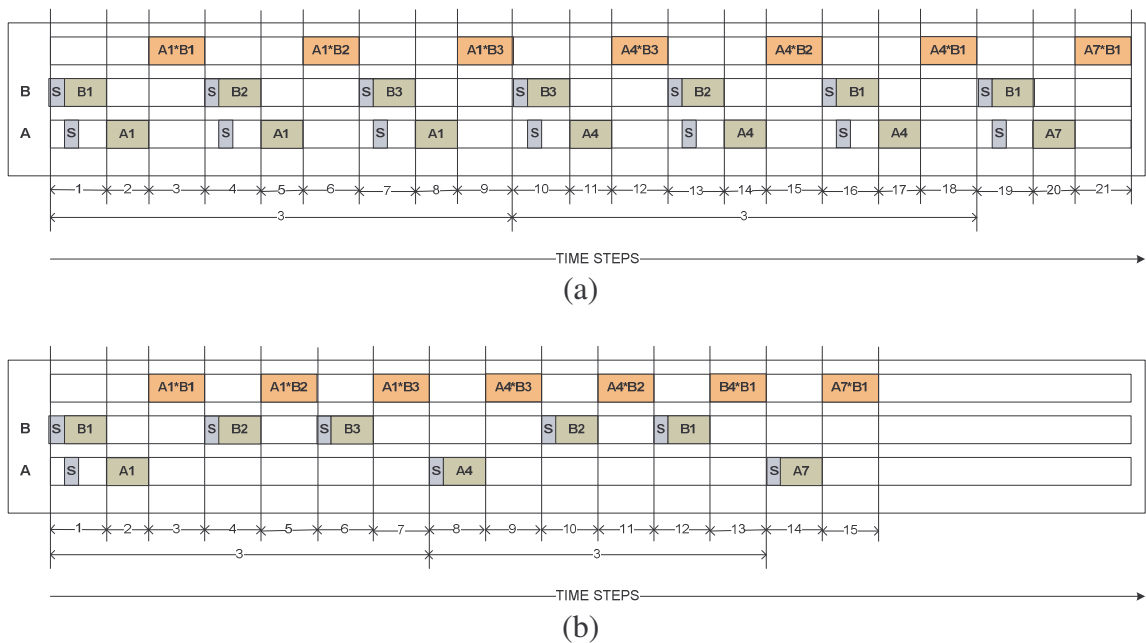 A1*B1 A1*B2 A1*B3 A4*B3 A4*B2 A4*B1 A7*B1
B S B1 S B2 S B3 S B3 S B2 S B1 S B1
A S A1 S A1 S A1 S A4 S A4 S A4 S A7
1 2 3 4 5 6 7 8 9 10 11 12 13 14 15 16 17 18 19 20 21
3 3
TIME STEPS
(a)
A1*B1 A1*B2 A1*B3 A4*B3 A4*B2 B4*B1 A7*B1
B S B1 S B2 S B3 S B2 S B1
A S A1 S A4 S A7
1 2 3 4 5 6 7 8 9 10 11 12 13 14 15
3 3
TIME STEPS
(b)